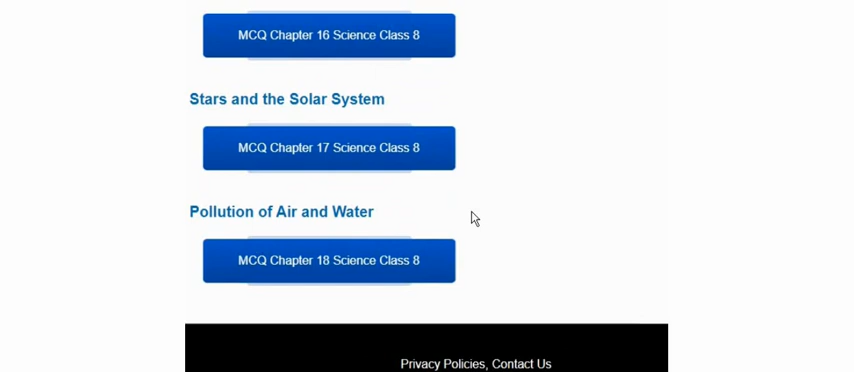 MCQ Chapter 16 Science Class 8
Stars and the Solar System
MCQ Chapter 17 Science Class 8
Pollution of Air and Water
MCQ Chapter 18 Science Class 8
Privacy Policies, Contact Us